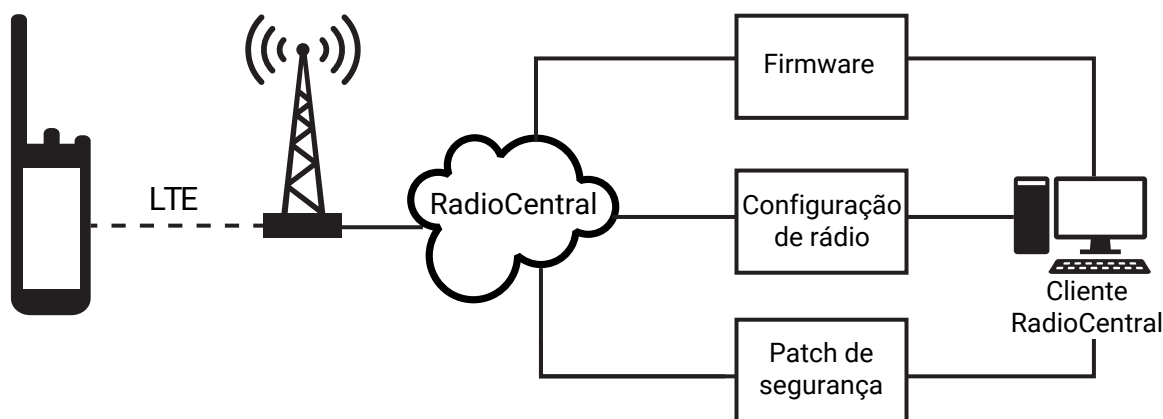 Firmware
LTE
RadioCentral
Configuração
de rádio
Cliente
RadioCentral
Patch de
segurança